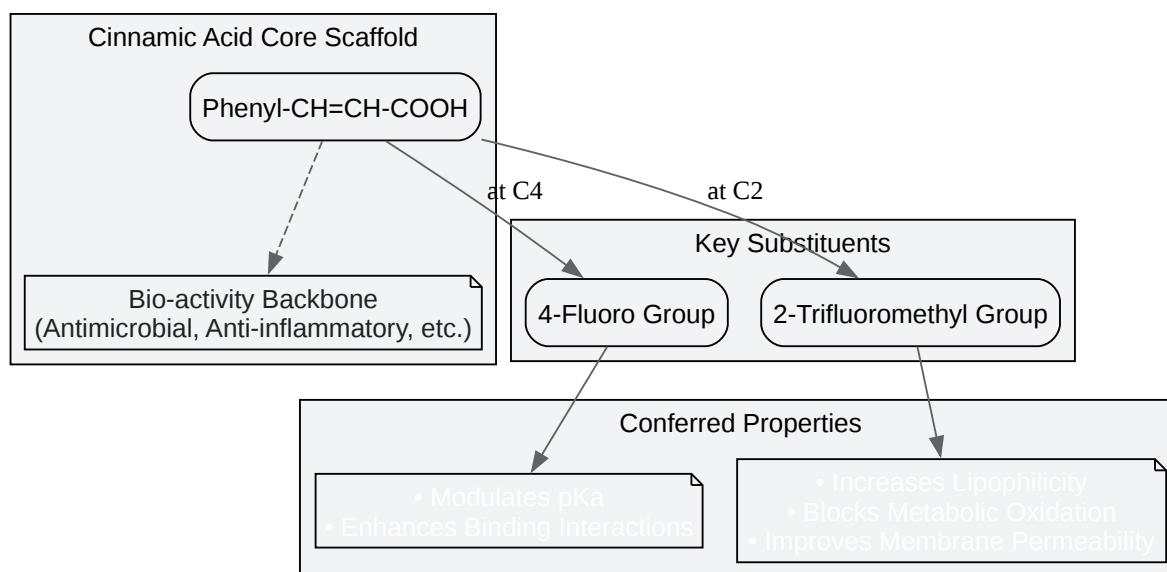 Cinnamic Acid Core Scaffold
Phenyl-CH=CH-COOH
at C4
at C2
Key Substituents
Bio-activity Backbone
(Antimicrobial, Anti-inflammatory, etc.)
4-Fluoro Group
2-Trifluoromethyl Group
Conferred Properties
• Modulates pKa
• Enhances Binding Interactions
• Increases Lipophilicity
• Blocks Metabolic Oxidation
• Improves Membrane Permeability